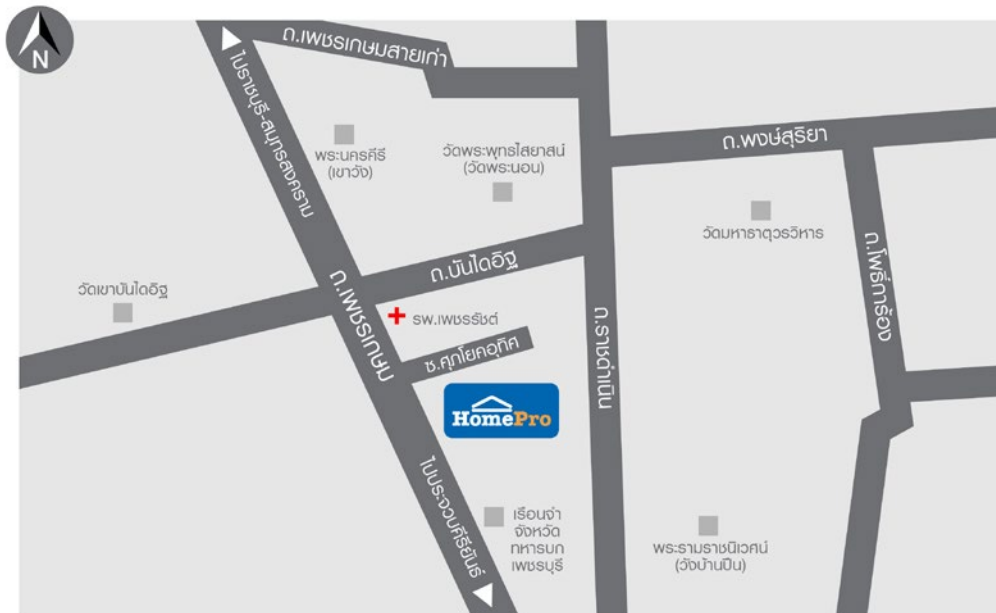 N
ถ.เพชรเกษมสายเก่า
ไปราชบุรี-สมุทรสงคราม
พระนครคีรี
(เขาวัง)
วัดพระพุทธไสยาสน์
(วัดพระนอน)
ถ.พงษ์สุริยา
วัดมหาธาตุวรวิหาร
ถ.โพธิ์การ้อง
ถ.บันไดอิฐ
วัดเขาบันไดอิฐ
ถ.เพชรเกษม
รพ.เพชรรัชต์
ซ.ศุภโยคอุทิศ
ถ.ราชดำเนิน
HomePro
ไปประจวบคีรีขันธ์
เรือนจำ
จังหวัด
ทหารบก
เพชรบุรี
พระรามราชนิเวศน์
(วังบ้านปืน)